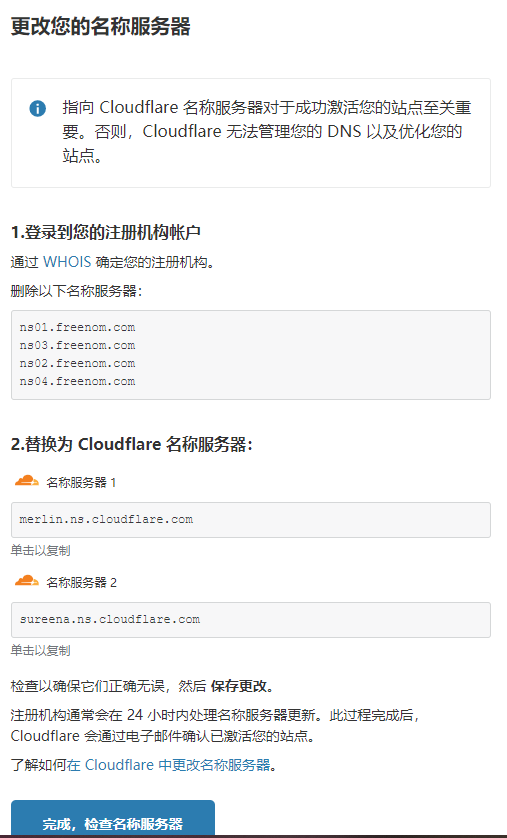 更改您的名称服务器
指向 Cloudflare 名称服务器对于成功激活您的站点至关重
要。否则，Cloudflare 无法管理您的 DNS 以及优化您的
站点。
1.登录到您的注册机构帐户
通过 WHOIS 确定您的注册机构。
删除以下名称服务器：
ns01.freenom.com
ns03.freenom.com
ns02.freenom.com
ns04.freenom.com
2.替换为 Cloudflare 名称服务器：
名称服务器 1
merlin.ns.cloudflare.com
单击以复制
名称服务器 2
sureena.ns.cloudflare.com
单击以复制
检查以确保它们正确无误，然后 保存更改。
注册机构通常会在 24 小时内处理名称服务器更新。此过程完成后，
Cloudflare 会通过电子邮件确认已激活您的站点。
了解如何在 Cloudflare 中更改名称服务器。
完成，检查名称服务器